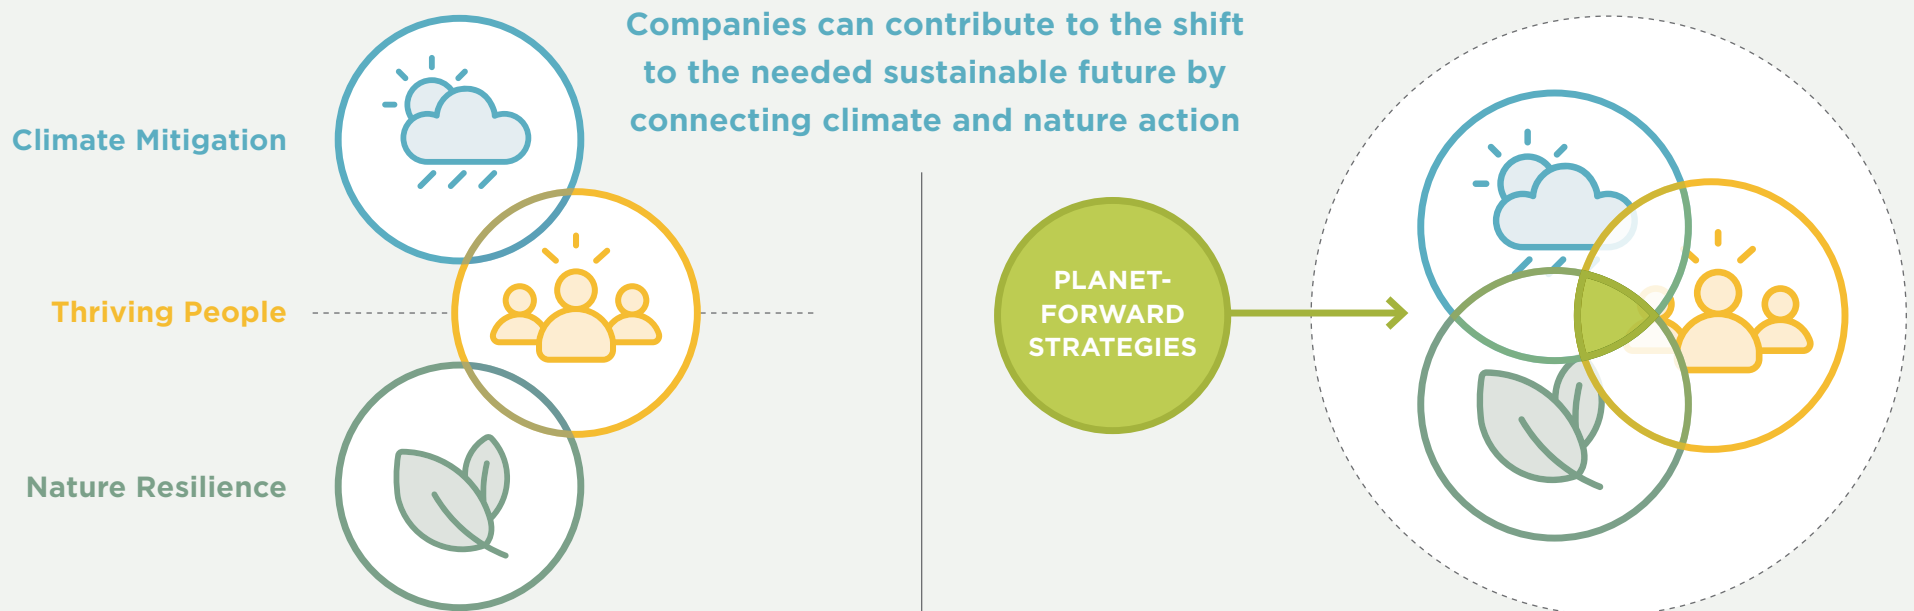 Companies can contribute to the shift
to the needed sustainable future by
connecting climate and nature action
Climate Mitigation
Thriving People
Nature Resilience
PLANET-
FORWARD
STRATEGIES